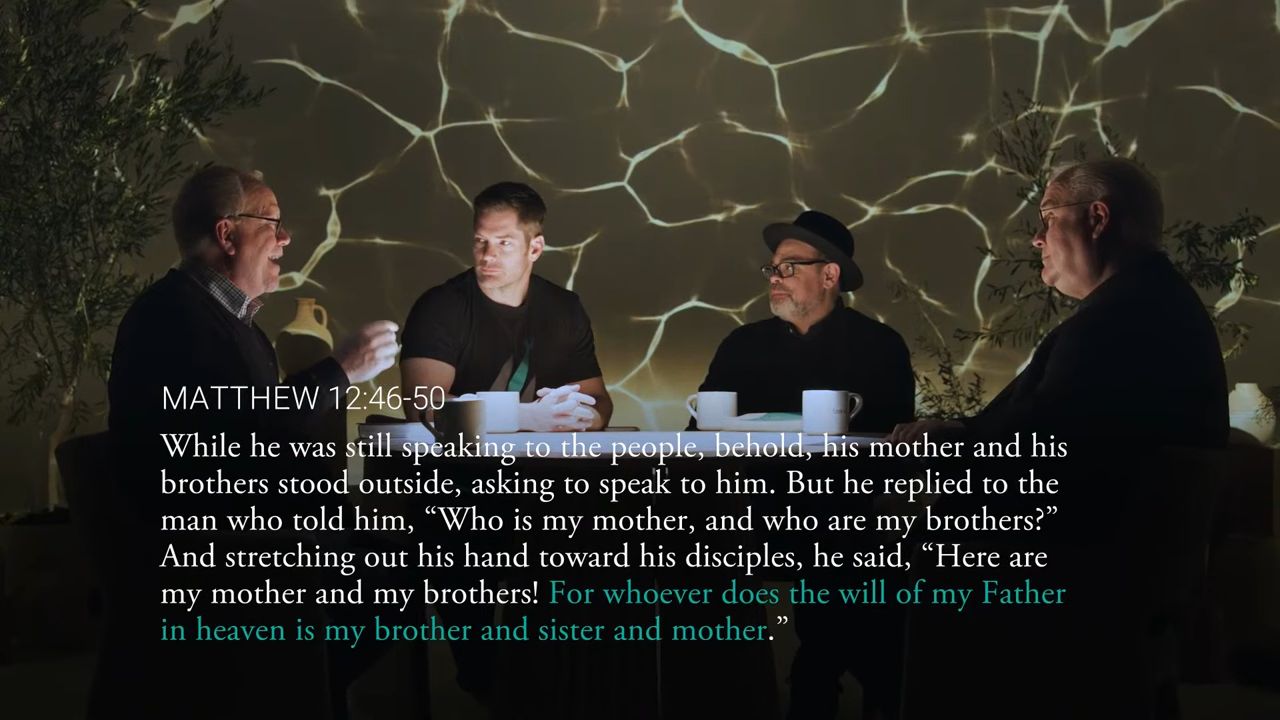 MATTHEW 12:46-50
While he was still speaking to the people, behold, his mother and his
brothers stood outside, asking to speak to him. But he replied to the
man who told him, “Who is my mother, and who are my brothers?”
And stretching out his hand toward his disciples, he said, “Here are
my mother and my brothers! For whoever does the will of my Father
in heaven is my brother and sister and mother.”